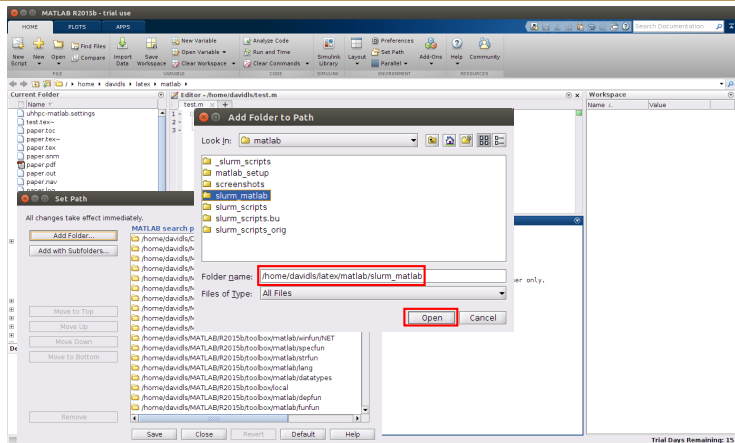 MATLAB R2015b - trial use
HOME PLOTS APPS
Search Documentation
New Script
New
Open
Find Files
Compare
Import Data
Save Workspace
New Variable
Open Variable
Clear Workspace
Analyze Code
Run and Time
Clear Commands
Simulink Library
Layout
Preferences
Set Path
Parallel
Add-Ons
Help
Community
FILE VARIABLE CODE SIMULINK ENVIRONMENT RESOURCES
/ home davidls latex matlab
Current Folder
Name
uhhpc-matlab.settings
test.tex~
paper.toc
paper.tex~
paper.tex
paper.snm
paper.pdf
paper.out
paper.nav
paper.log
Editor - /home/davidls/test.m
test.m
1
2
3
Workspace
Name
Value
Add Folder to Path
Look In: matlab
_slurm_scripts
matlab_setup
screenshots
slurm_matlab
slurm_scripts
slurm_scripts.bu
slurm_scripts_orig
Folder name: /home/davidls/latex/matlab/slurm_matlab
Files of Type: All Files
Open Cancel
er only.
Set Path
All changes take effect immediately.
Add Folder...
Add with Subfolders...
Move to Top
Move Up
Move Down
Move to Bottom
Remove
MATLAB search p
/home/davidls/MATLAB/R2015b/toolbox/matlab/winfun/NET
/home/davidls/MATLAB/R2015b/toolbox/matlab/specfun
/home/davidls/MATLAB/R2015b/toolbox/matlab/strfun
/home/davidls/MATLAB/R2015b/toolbox/matlab/lang
/home/davidls/MATLAB/R2015b/toolbox/matlab/datatypes
/home/davidls/MATLAB/R2015b/toolbox/local
/home/davidls/MATLAB/R2015b/toolbox/matlab/depfun
/home/davidls/MATLAB/R2015b/toolbox/matlab/funfun
Save Close Revert Default Help
De
Trial Days Remaining: 15